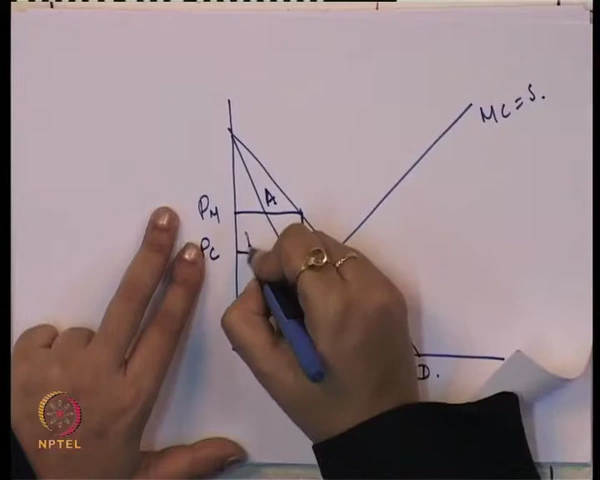 MC = S.
A
PM
PC
D.
NPTEL